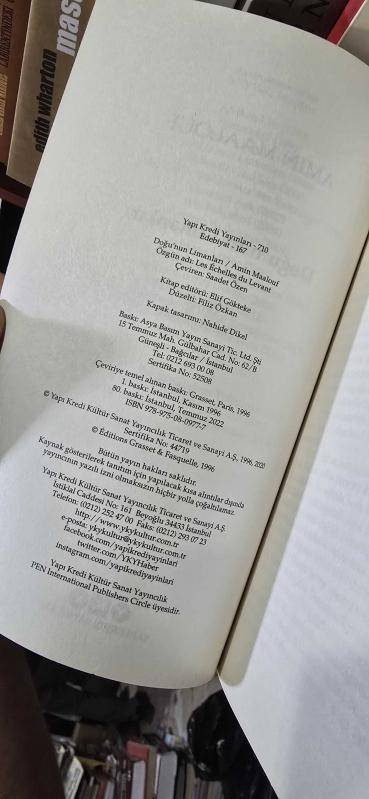 edith wharton
Yapı Kredi Yayınları - 710
Edebiyat - 167
Doğu'nun Limanları / Amin Maalouf
Özgün adı: Les Échelles du Levant
Çeviren: Saadet Özen
Kitap editörü: Elif Gökteke
Düzelti: Filiz Özkan
Kapak tasarımı: Nahide Dikel
Baskı: Asya Basım Yayın Sanayi Tic. Ltd. Şti
15 Temmuz Mah. Gülbahar Cad. No: 62/B
Güneşli - Bağcılar / İstanbul
Tel: 0212 693 00 08
Sertifika No: 52508
Çeviriye temel alınan baskı: Grasset, Paris, 1996
1. baskı: İstanbul, Kasım 1996
80. baskı: İstanbul, Temmuz 2022
ISBN 978-975-08-0977-7
© Yapı Kredi Kültür Sanat Yayıncılık Ticaret ve Sanayi A.Ş, 1996, 2020
Sertifika No: 44719
© Éditions Grasset & Fasquelle, 1996
Bütün yayın hakları saklıdır.
Kaynak gösterilerek tanıtım için yapılacak kısa alıntılar dışında
yayıncının yazılı izni olmaksızın hiçbir yolla çoğaltılamaz.
Yapı Kredi Kültür Sanat Yayıncılık Ticaret ve Sanayi A.Ş.
İstiklal Caddesi No: 161 Beyoğlu 34433 İstanbul
Telefon: (0212) 252 47 00 Faks: (0212) 293 07 23
http://www.ykykultur.com.tr
e-posta: ykykultur@ykykultur.com.tr
facebook.com/yapikrediyayinlari
twitter.com/YKYHaber
instagram.com/yapikrediyayinlari
Yapı Kredi Kültür Sanat Yayıncılık
PEN International Publishers Circle üyesidir.